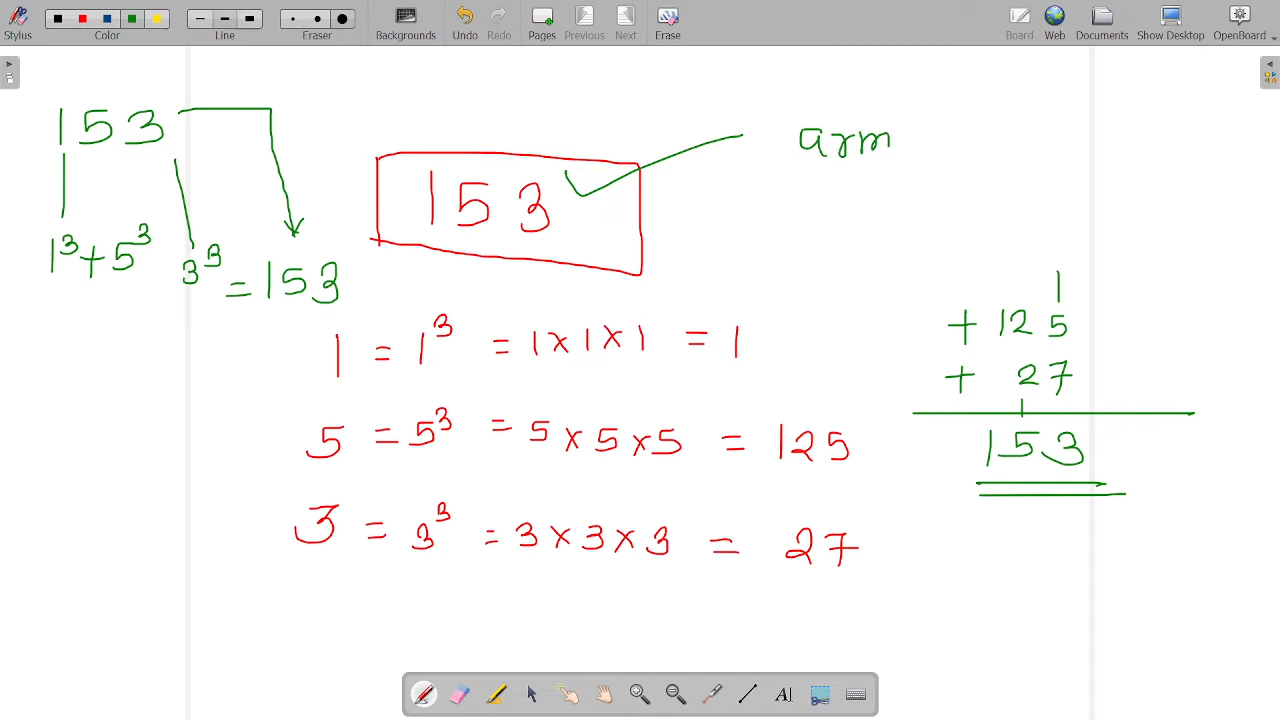 Stylus
Color
Line
Eraser
Backgrounds
Undo
Redo
Pages
Previous
Next
Erase
Board
Web
Documents
Show Desktop
OpenBoard
153
1³+5³ 3³ =153
153
arm
1 = 1³ = 1×1×1 = 1
5 = 5³ = 5×5×5 = 125
3 = 3³ = 3×3×3 = 27
1
+ 125
+ 27
1
153